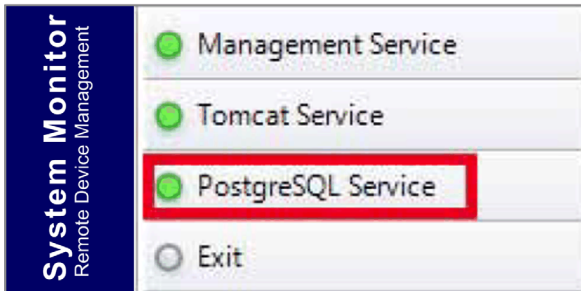 System Monitor
Remote Device Management
Management Service
Tomcat Service
PostgreSQL Service
Exit